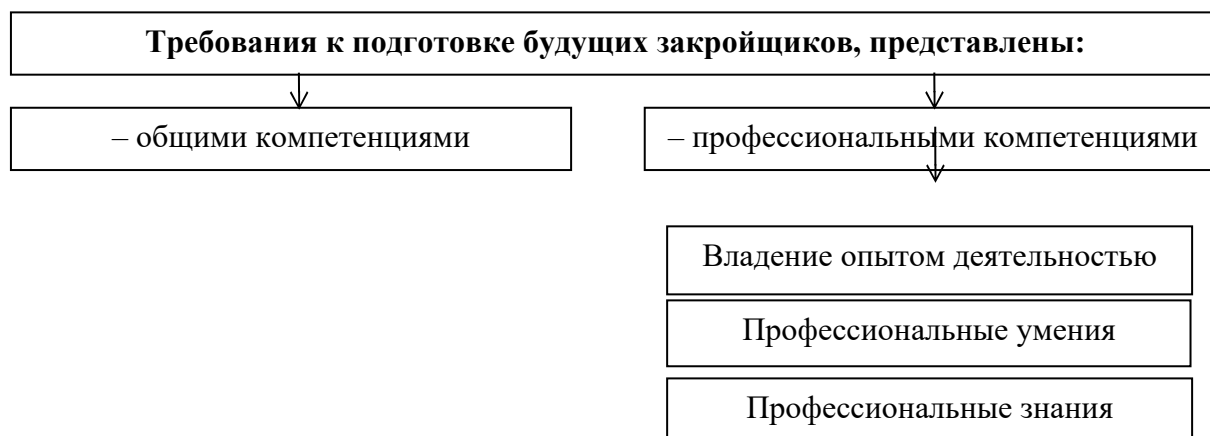 Требования к подготовке будущих закройщиков, представлены:
– общими компетенциями
– профессиональными компетенциями
Владение опытом деятельностью
Профессиональные умения
Профессиональные знания